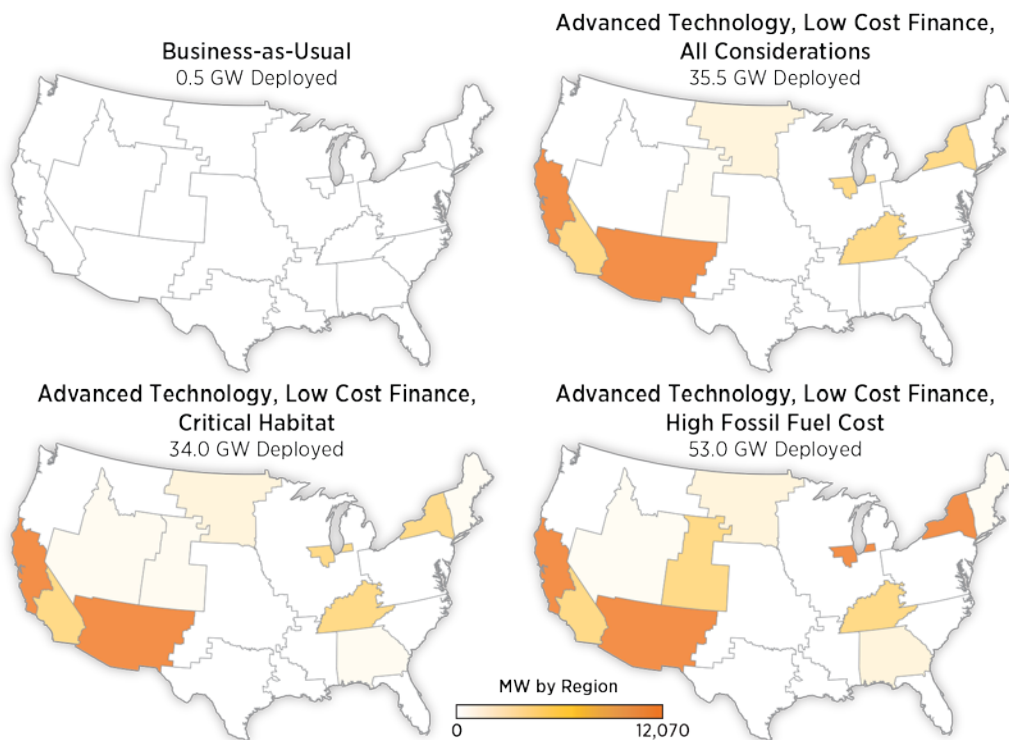 Business-as-Usual
0.5 GW Deployed
Advanced Technology, Low Cost Finance,
All Considerations
35.5 GW Deployed
Advanced Technology, Low Cost Finance,
Critical Habitat
34.0 GW Deployed
Advanced Technology, Low Cost Finance,
High Fossil Fuel Cost
53.0 GW Deployed
MW by Region
0
12,070